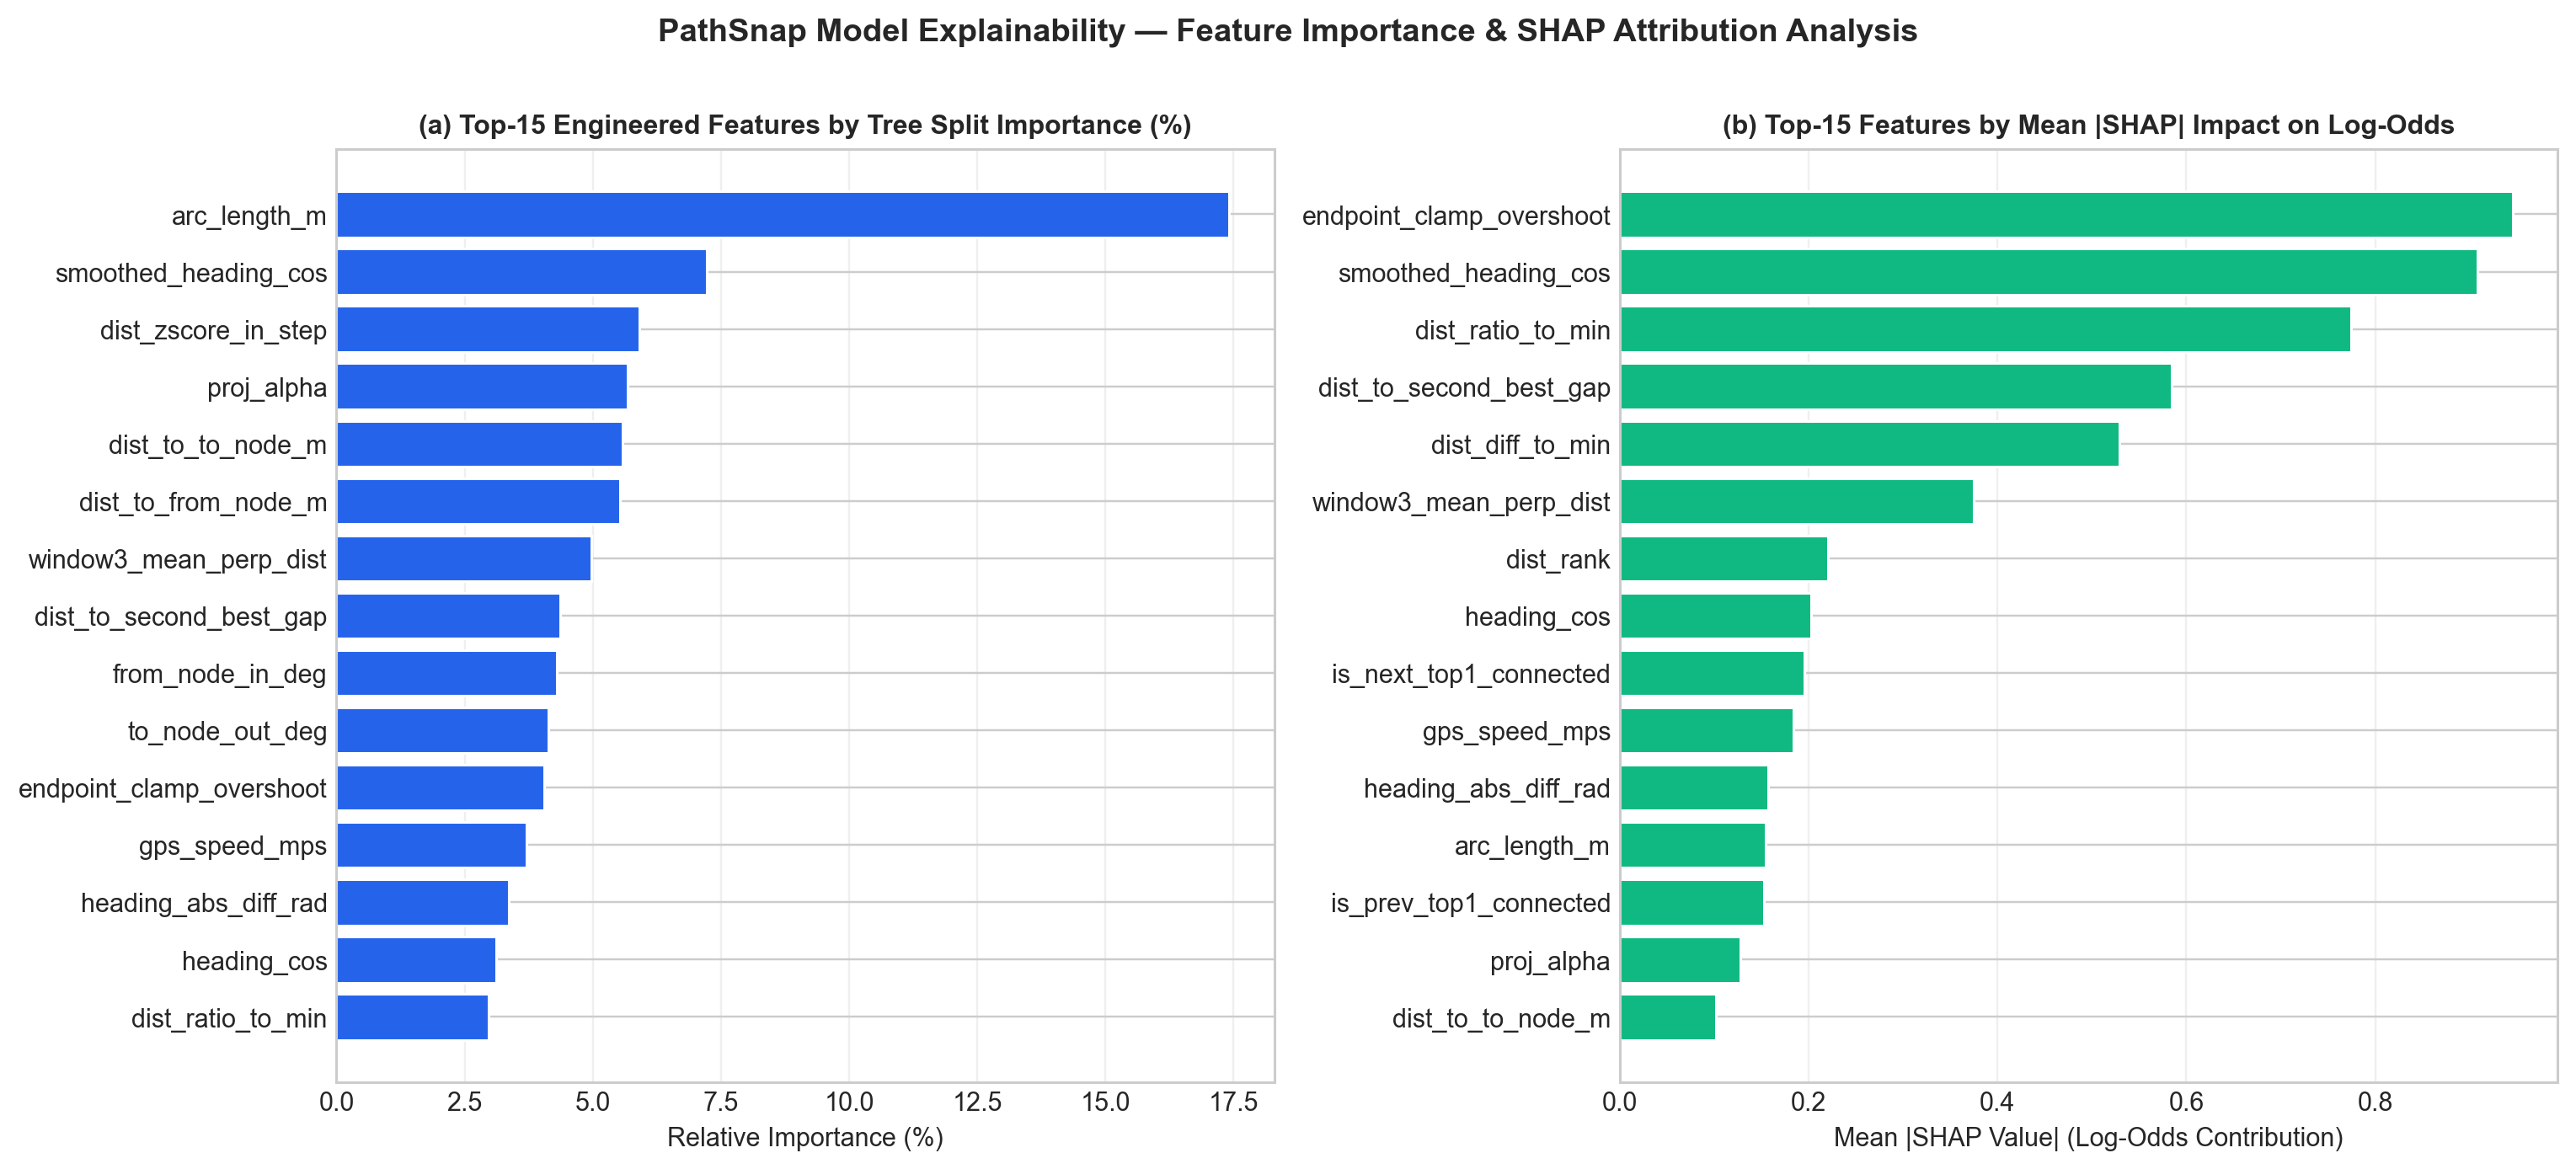 PathSnap Model Explainability — Feature Importance & SHAP Attribution Analysis
(a) Top-15 Engineered Features by Tree Split Importance (%)
arc_length_m
smoothed_heading_cos
dist_zscore_in_step
proj_alpha
dist_to_to_node_m
dist_to_from_node_m
window3_mean_perp_dist
dist_to_second_best_gap
from_node_in_deg
to_node_out_deg
endpoint_clamp_overshoot
gps_speed_mps
heading_abs_diff_rad
heading_cos
dist_ratio_to_min
0.0 2.5 5.0 7.5 10.0 12.5 15.0 17.5
Relative Importance (%)
(b) Top-15 Features by Mean |SHAP| Impact on Log-Odds
endpoint_clamp_overshoot
smoothed_heading_cos
dist_ratio_to_min
dist_to_second_best_gap
dist_diff_to_min
window3_mean_perp_dist
dist_rank
heading_cos
is_next_top1_connected
gps_speed_mps
heading_abs_diff_rad
arc_length_m
is_prev_top1_connected
proj_alpha
dist_to_to_node_m
0.0 0.2 0.4 0.6 0.8
Mean |SHAP Value| (Log-Odds Contribution)